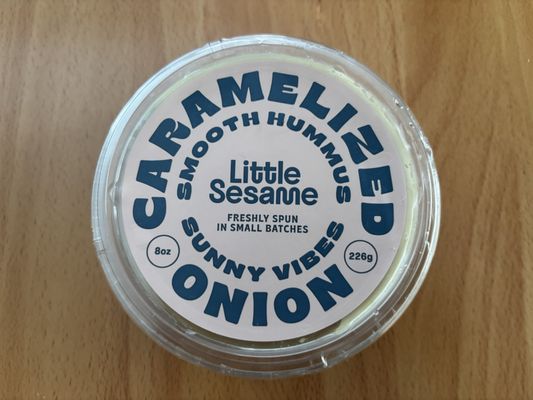 CARAMELIZED
SMOOTH HUMMUS
Little
Sesame
FRESHLY SPUN
IN SMALL BATCHES
8oz
226g
SUNNY VIBES
ONION